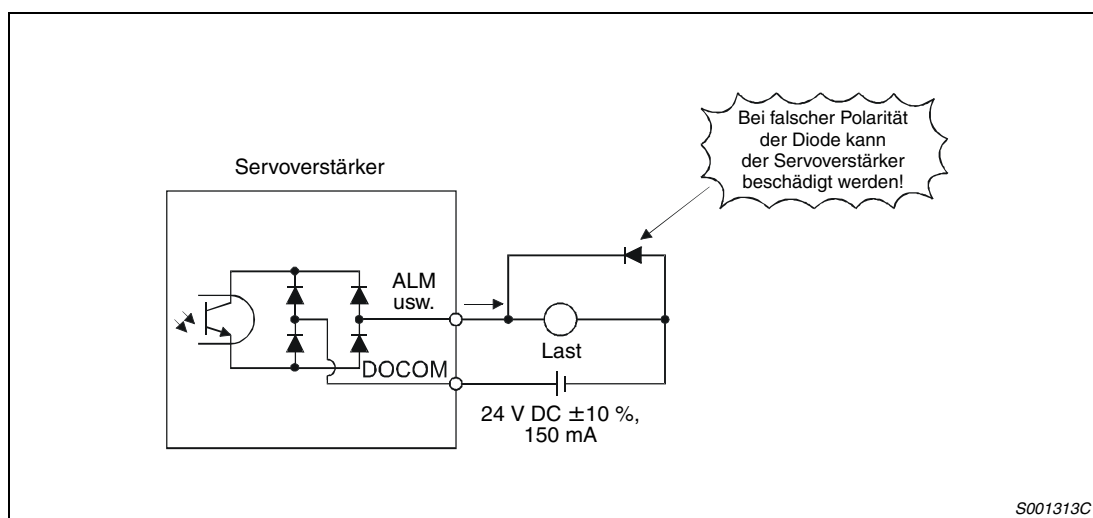 Bei falscher Polarität
der Diode kann
der Servoverstärker
beschädigt werden!
Servoverstärker
ALM
usw.
Last
DOCOM
24 V DC ±10 %,
150 mA
S001313C